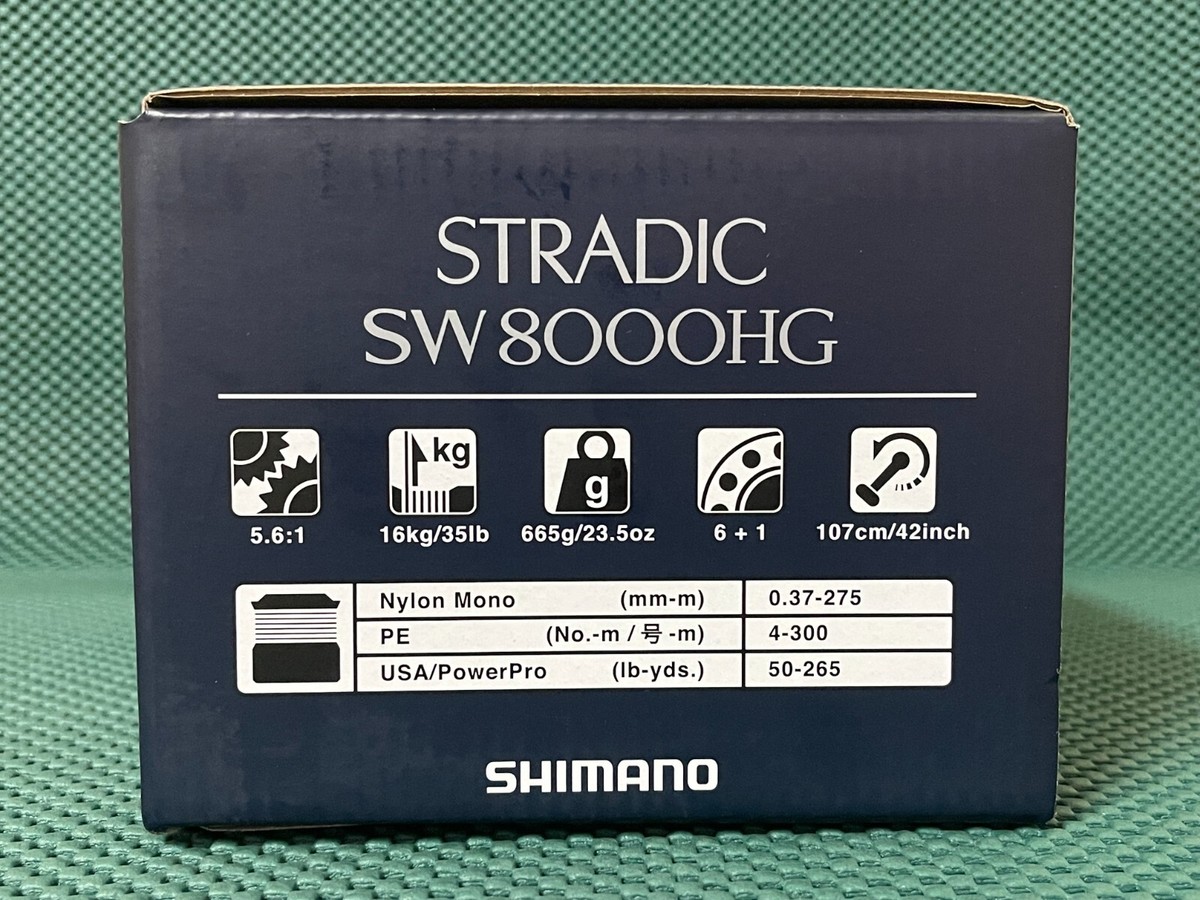 STRADIC
SW 8000HG
kg
g
5.6:1 16kg/35lb 665g/23.5oz 6 + 1 107cm/42inch
Nylon Mono (mm-m) 0.37-275
PE (No.-m / 号 -m) 4-300
USA/PowerPro (lb-yds.) 50-265
SHIMANO